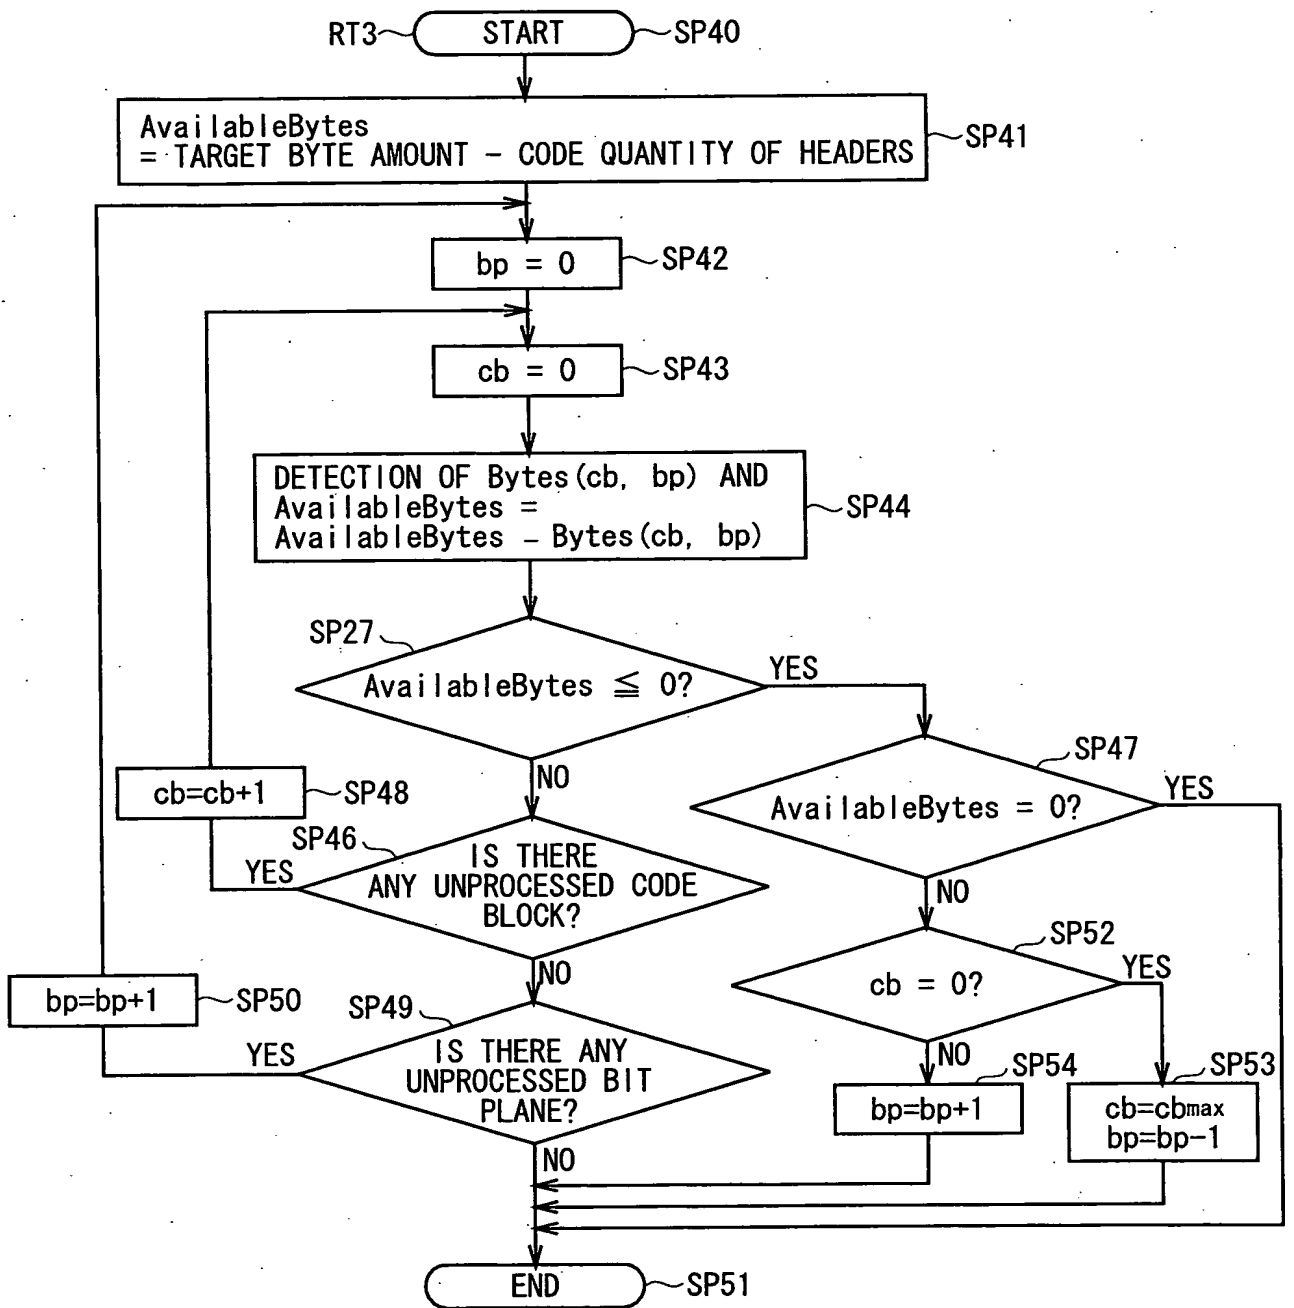 RT3
START
SP40
AvailableBytes
= TARGET BYTE AMOUNT - CODE QUANTITY OF HEADERS
SP41
bp = 0
SP42
cb = 0
SP43
DETECTION OF Bytes(cb, bp) AND
AvailableBytes =
AvailableBytes - Bytes(cb, bp)
SP44
SP27
AvailableBytes ≦ 0?
YES
NO
SP47
AvailableBytes = 0?
YES
NO
cb=cb+1
SP48
SP46
IS THERE
ANY UNPROCESSED CODE
BLOCK?
YES
NO
SP52
cb = 0?
YES
NO
bp=bp+1
SP50
SP49
IS THERE ANY
UNPROCESSED BIT
PLANE?
YES
NO
SP54
bp=bp+1
SP53
cb=cbmax
bp=bp-1
END
SP51